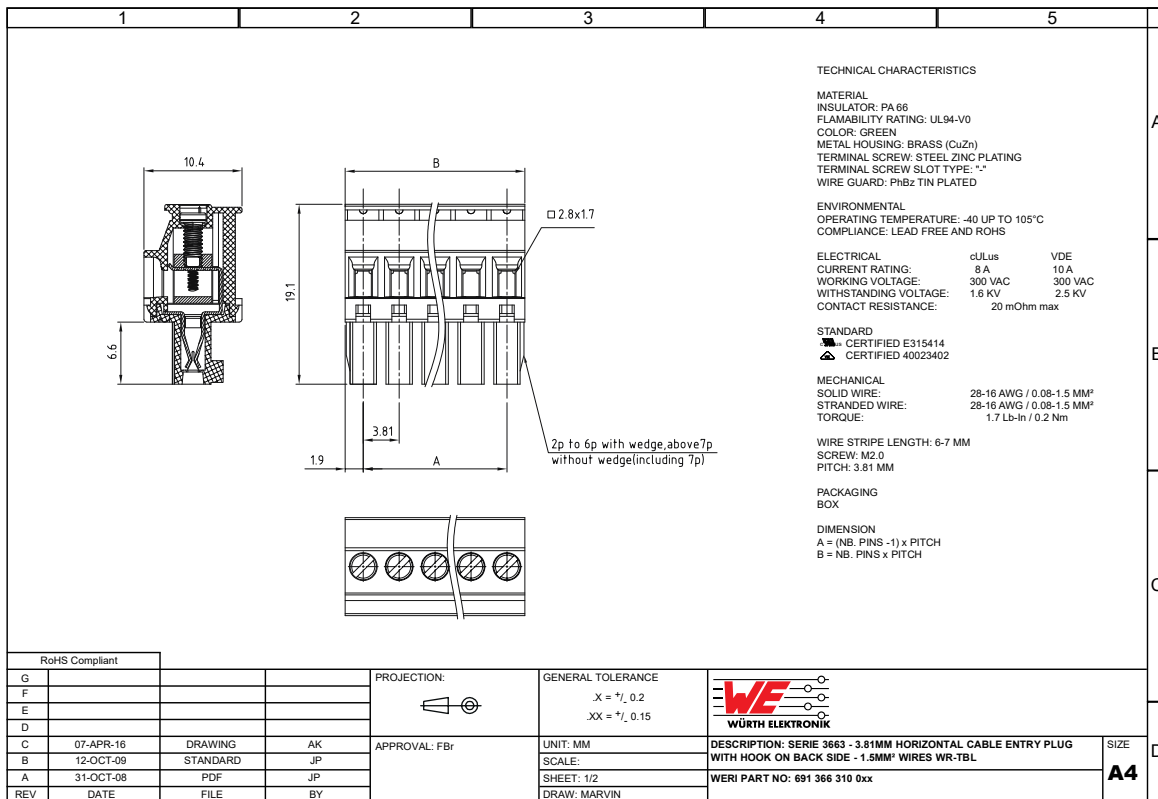 1 2 3 4 5
A
B
C
D
TECHNICAL CHARACTERISTICS
MATERIAL
INSULATOR: PA 66
FLAMABILITY RATING: UL94-V0
COLOR: GREEN
METAL HOUSING: BRASS (CuZn)
TERMINAL SCREW: STEEL ZINC PLATING
TERMINAL SCREW SLOT TYPE: "-"
WIRE GUARD: PhBz TIN PLATED
ENVIRONMENTAL
OPERATING TEMPERATURE: -40 UP TO 105°C
COMPLIANCE: LEAD FREE AND ROHS
ELECTRICAL cULus VDE
CURRENT RATING: 8 A 10 A
WORKING VOLTAGE: 300 VAC 300 VAC
WITHSTANDING VOLTAGE: 1.6 KV 2.5 KV
CONTACT RESISTANCE: 20 mOhm max
STANDARD
CERTIFIED E315414
CERTIFIED 40023402
MECHANICAL
SOLID WIRE: 28-16 AWG / 0.08-1.5 MM²
STRANDED WIRE: 28-16 AWG / 0.08-1.5 MM²
TORQUE: 1.7 Lb-In / 0.2 Nm
WIRE STRIPE LENGTH: 6-7 MM
SCREW: M2.0
PITCH: 3.81 MM
PACKAGING
BOX
DIMENSION
A = (NB. PINS -1) x PITCH
B = NB. PINS x PITCH
10.4
B
□ 2.8x1.7
19.1
6.6
3.81
1.9
A
2p to 6p with wedge,above7p
without wedge(including 7p)
RoHS Compliant
G
F
E
D
C 07-APR-16 DRAWING AK
B 12-OCT-09 STANDARD JP
A 31-OCT-08 PDF JP
REV DATE FILE BY
PROJECTION:
APPROVAL: FBr
GENERAL TOLERANCE
.X = +/- 0.2
.XX = +/- 0.15
UNIT: MM
SCALE:
SHEET: 1/2
DRAW: MARVIN
WE
WÜRTH ELEKTRONIK
DESCRIPTION: SERIE 3663 - 3.81MM HORIZONTAL CABLE ENTRY PLUG
WITH HOOK ON BACK SIDE - 1.5MM² WIRES WR-TBL
WERI PART NO: 691 366 310 0xx
SIZE
A4